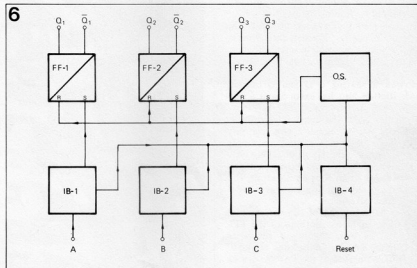 6
Q1 Q̅1 Q2 Q̅2 Q3 Q̅3
FF-1 FF-2 FF-3 O.S.
R S R S R S
IB-1 IB-2 IB-3 IB-4
A B C Reset